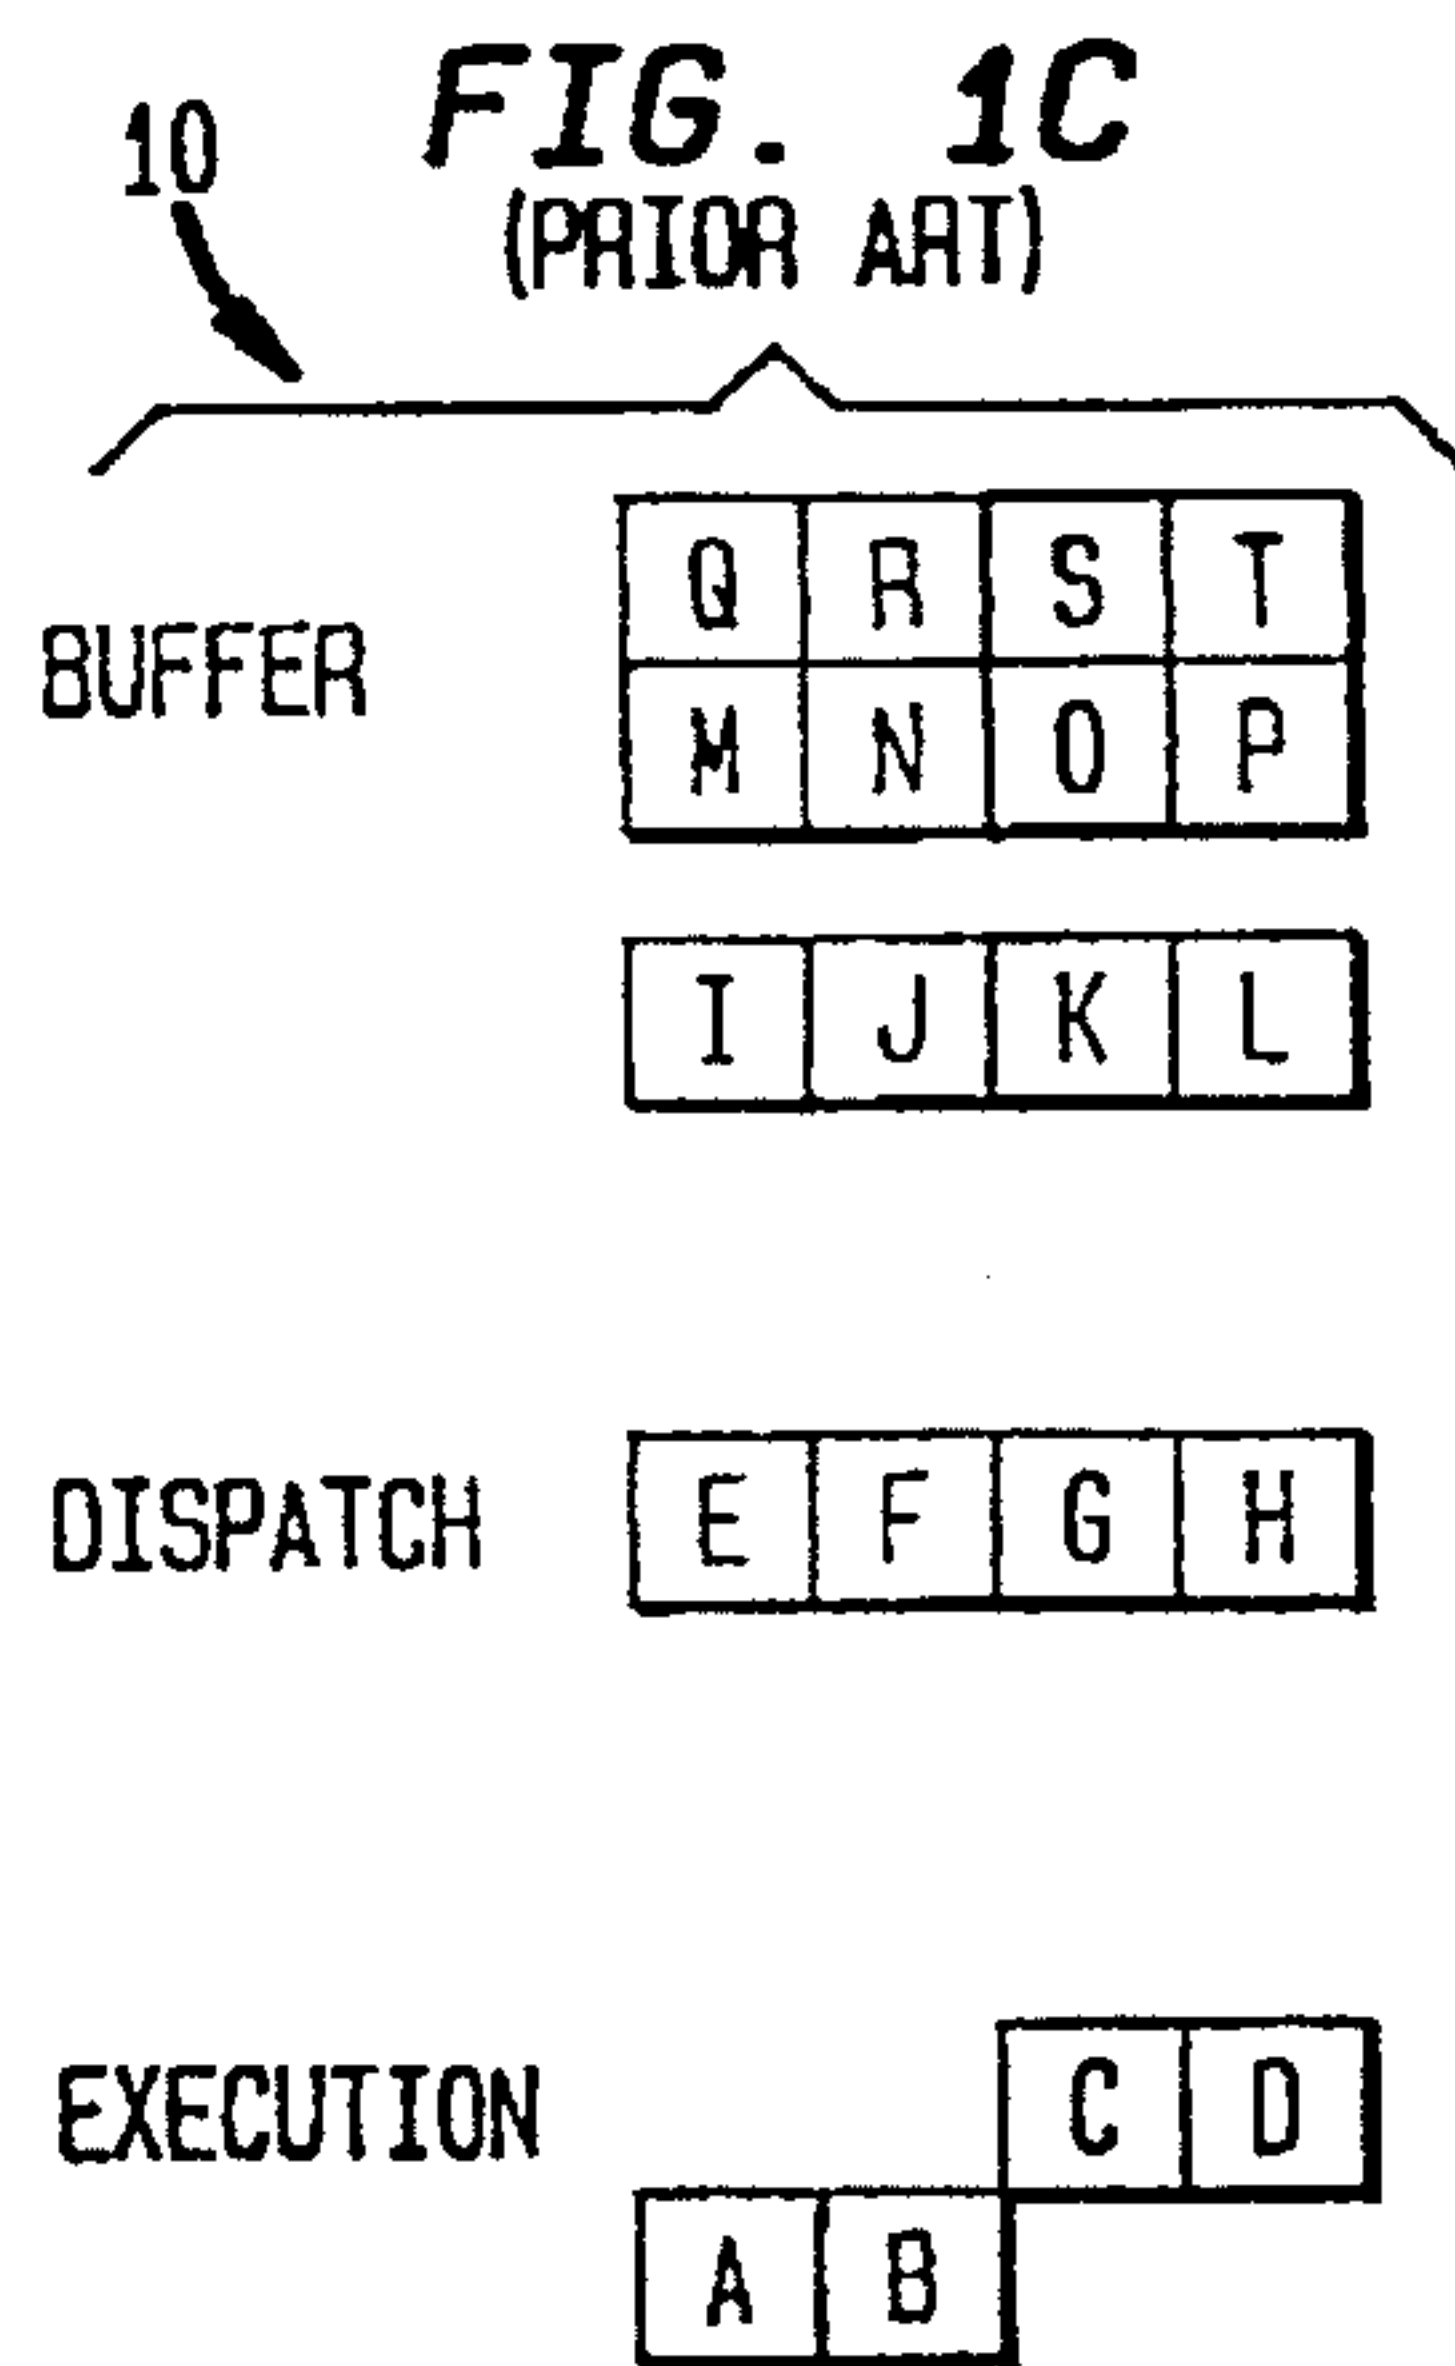 FIG. 1C
10
(PRIOR ART)
Q R S T
BUFFER
M N O P
I J K L
DISPATCH E F G H
C D
EXECUTION
A B